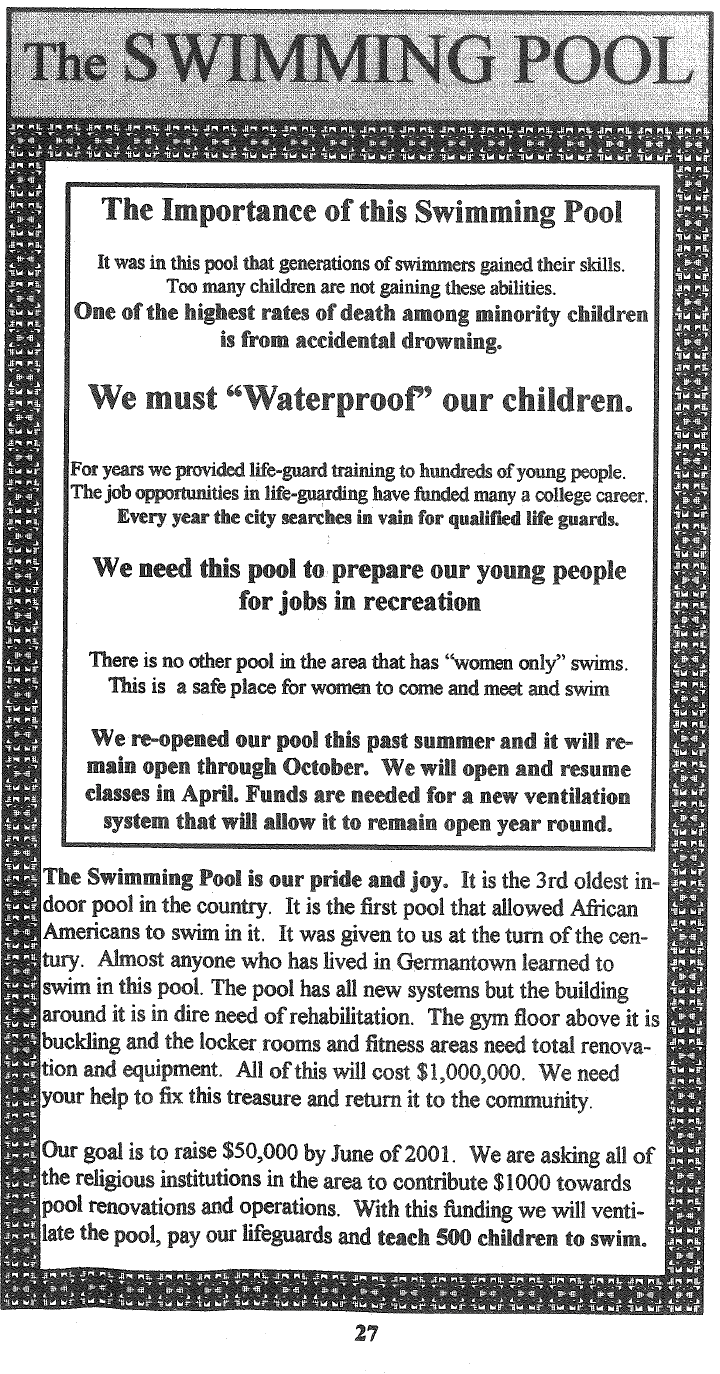 The SWIMMING POOL
The Importance of this Swimming Pool
It was in this pool that generations of swimmers gained their skills.
Too many children are not gaining these abilities.
One of the highest rates of death among minority children
is from accidental drowning.
We must “Waterproof” our children.
For years we provided life-guard training to hundreds of young people.
The job opportunities in life-guarding have funded many a college career.
Every year the city searches in vain for qualified life guards.
We need this pool to prepare our young people
for jobs in recreation
There is no other pool in the area that has “women only” swims.
This is a safe place for women to come and meet and swim
We re-opened our pool this past summer and it will re-
main open through October. We will open and resume
classes in April. Funds are needed for a new ventilation
system that will allow it to remain open year round.
The Swimming Pool is our pride and joy. It is the 3rd oldest in-
door pool in the country. It is the first pool that allowed African
Americans to swim in it. It was given to us at the turn of the cen-
tury. Almost anyone who has lived in Germantown learned to
swim in this pool. The pool has all new systems but the building
around it is in dire need of rehabilitation. The gym floor above it is
buckling and the locker rooms and fitness areas need total renova-
tion and equipment. All of this will cost $1,000,000. We need
your help to fix this treasure and return it to the community.
Our goal is to raise $50,000 by June of 2001. We are asking all of
the religious institutions in the area to contribute $1000 towards
pool renovations and operations. With this funding we will venti-
late the pool, pay our lifeguards and teach 500 children to swim.
27